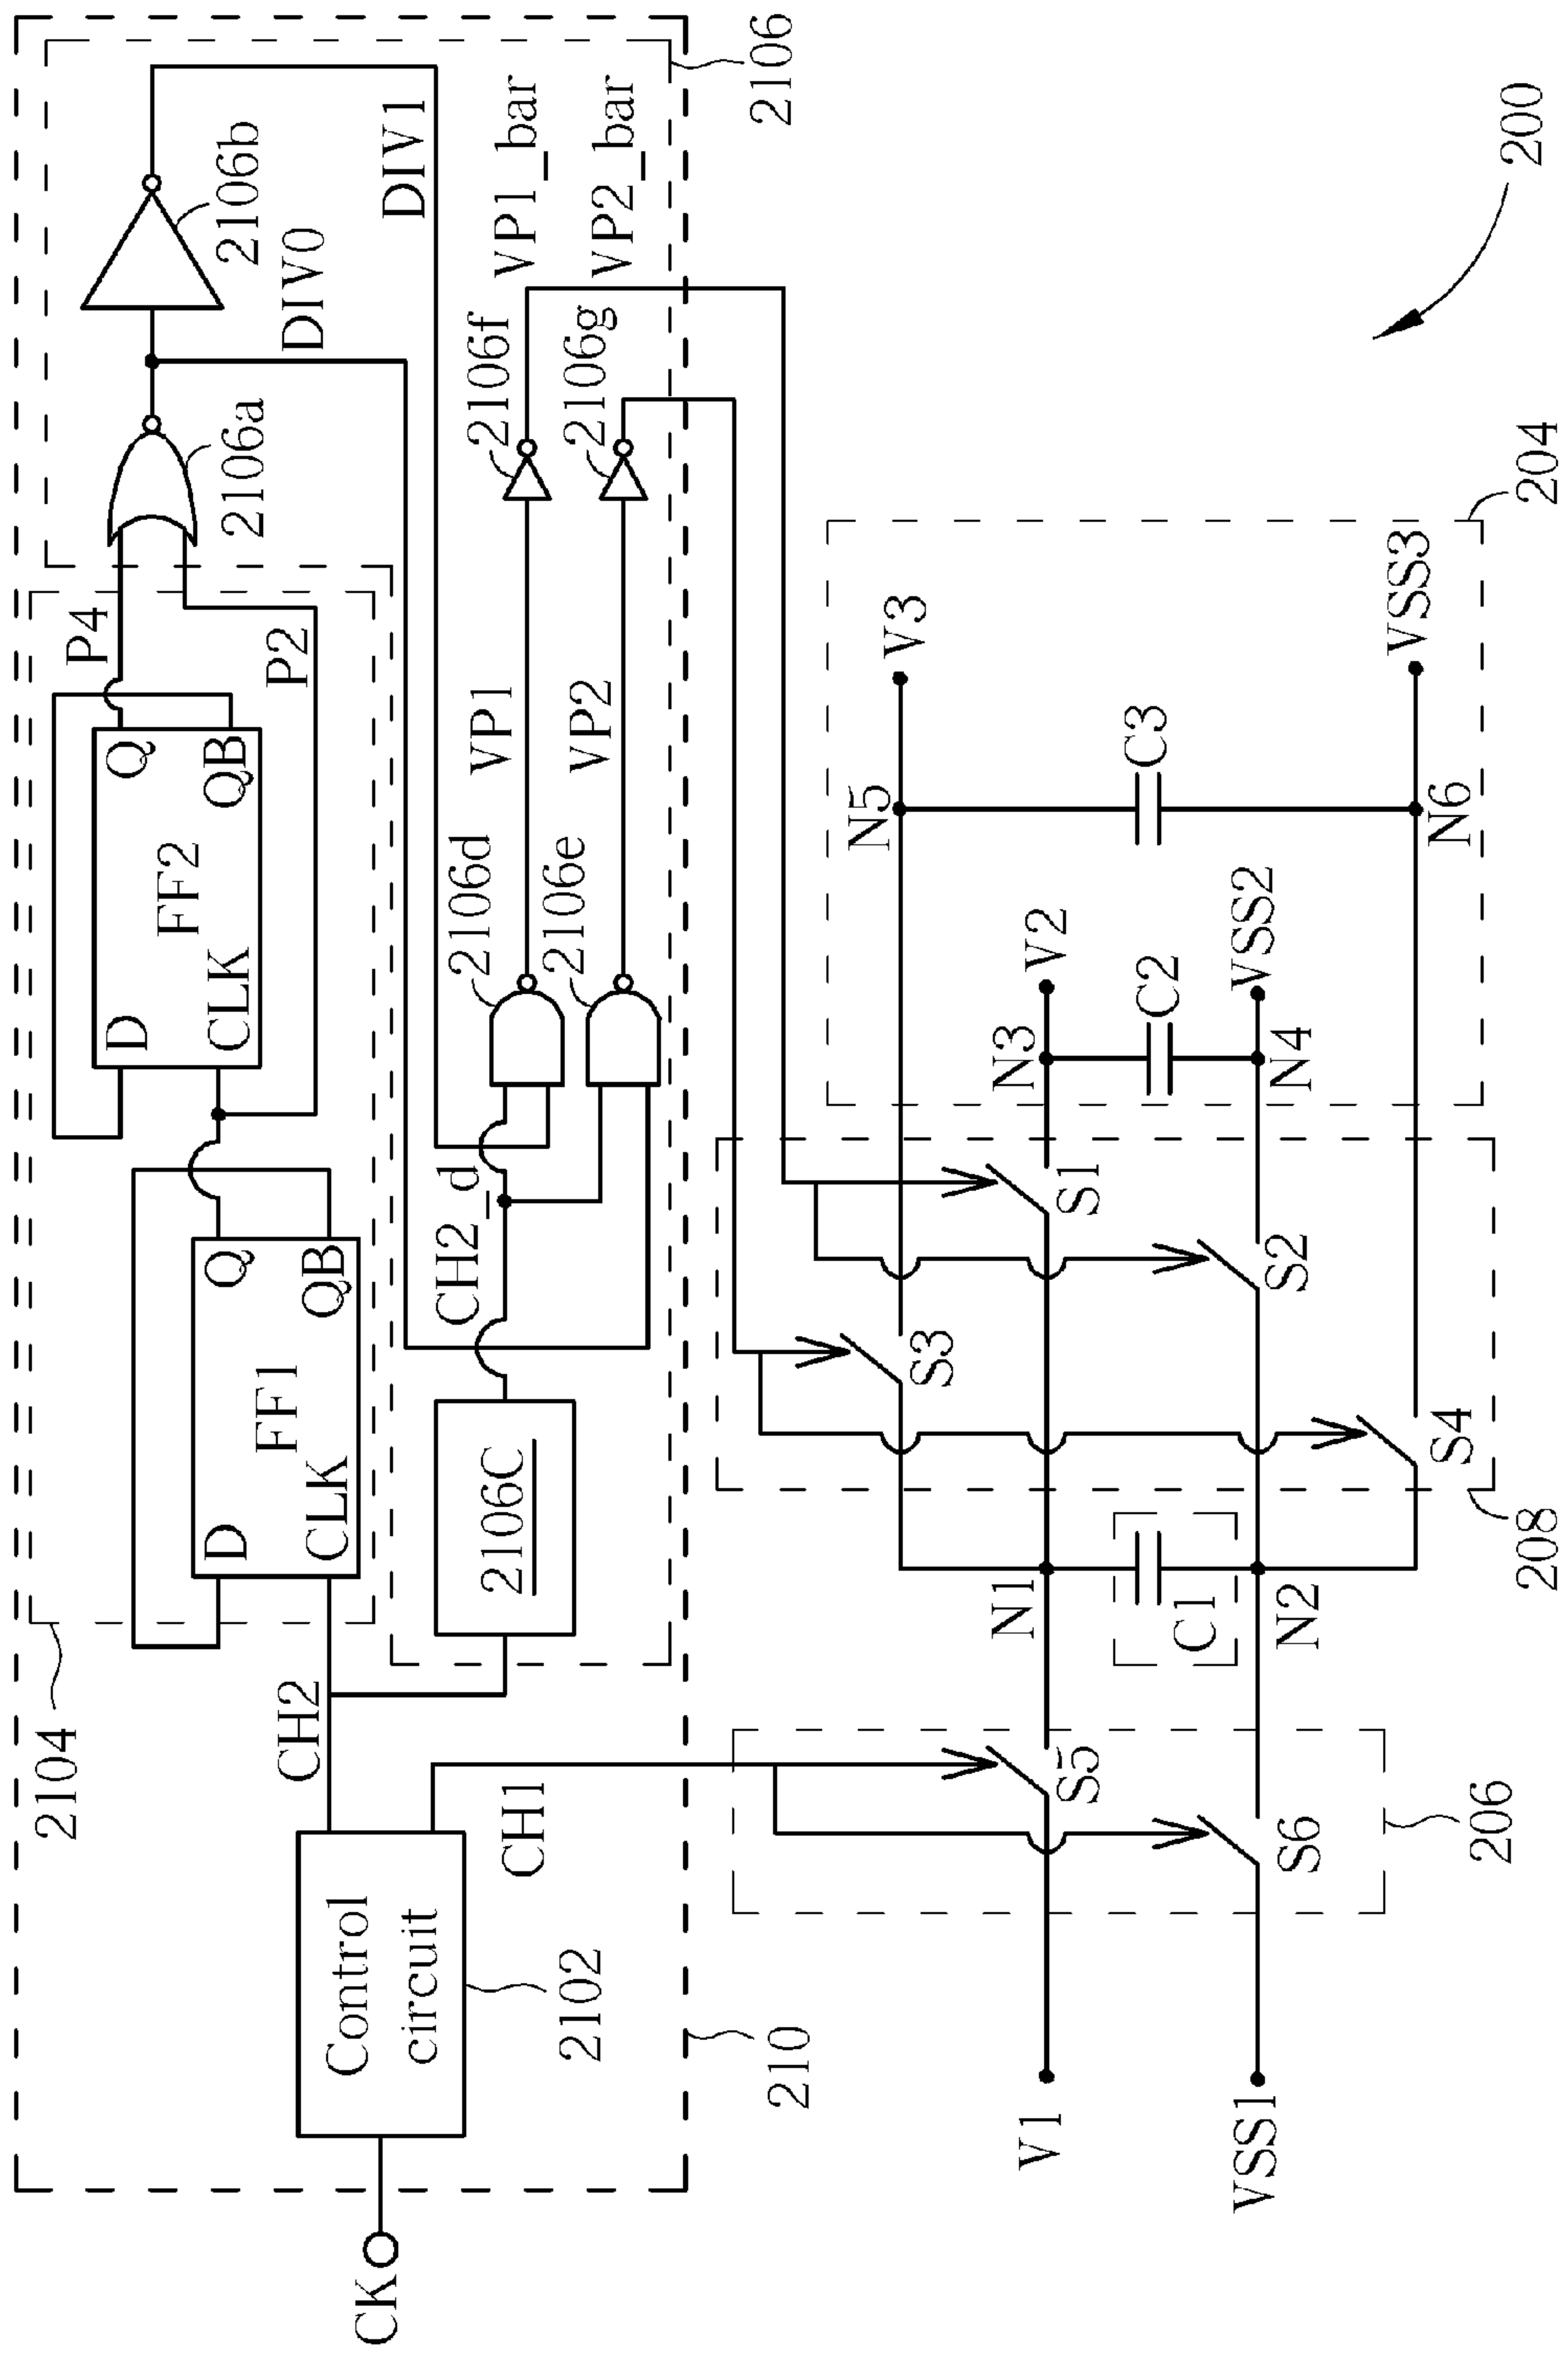 2104
P4
Q
QB
FF2
D
CLK
P2
2106a
2106b
DIV0
DIV1
Q
QB
FF1
D
CLK
CH2
CK
Control
circuit
2102
CH1
2106C
CH2_d
2106d
2106e
VP1
VP2
2106f
2106g
VP1_bar
VP2_bar
2106
210
V1
VSS1
S5
S6
206
N1
C1
N2
S3
S1
S2
S4
208
N5
V3
N3
V2
C2
VSS2
N4
C3
N6
VSS3
204
200